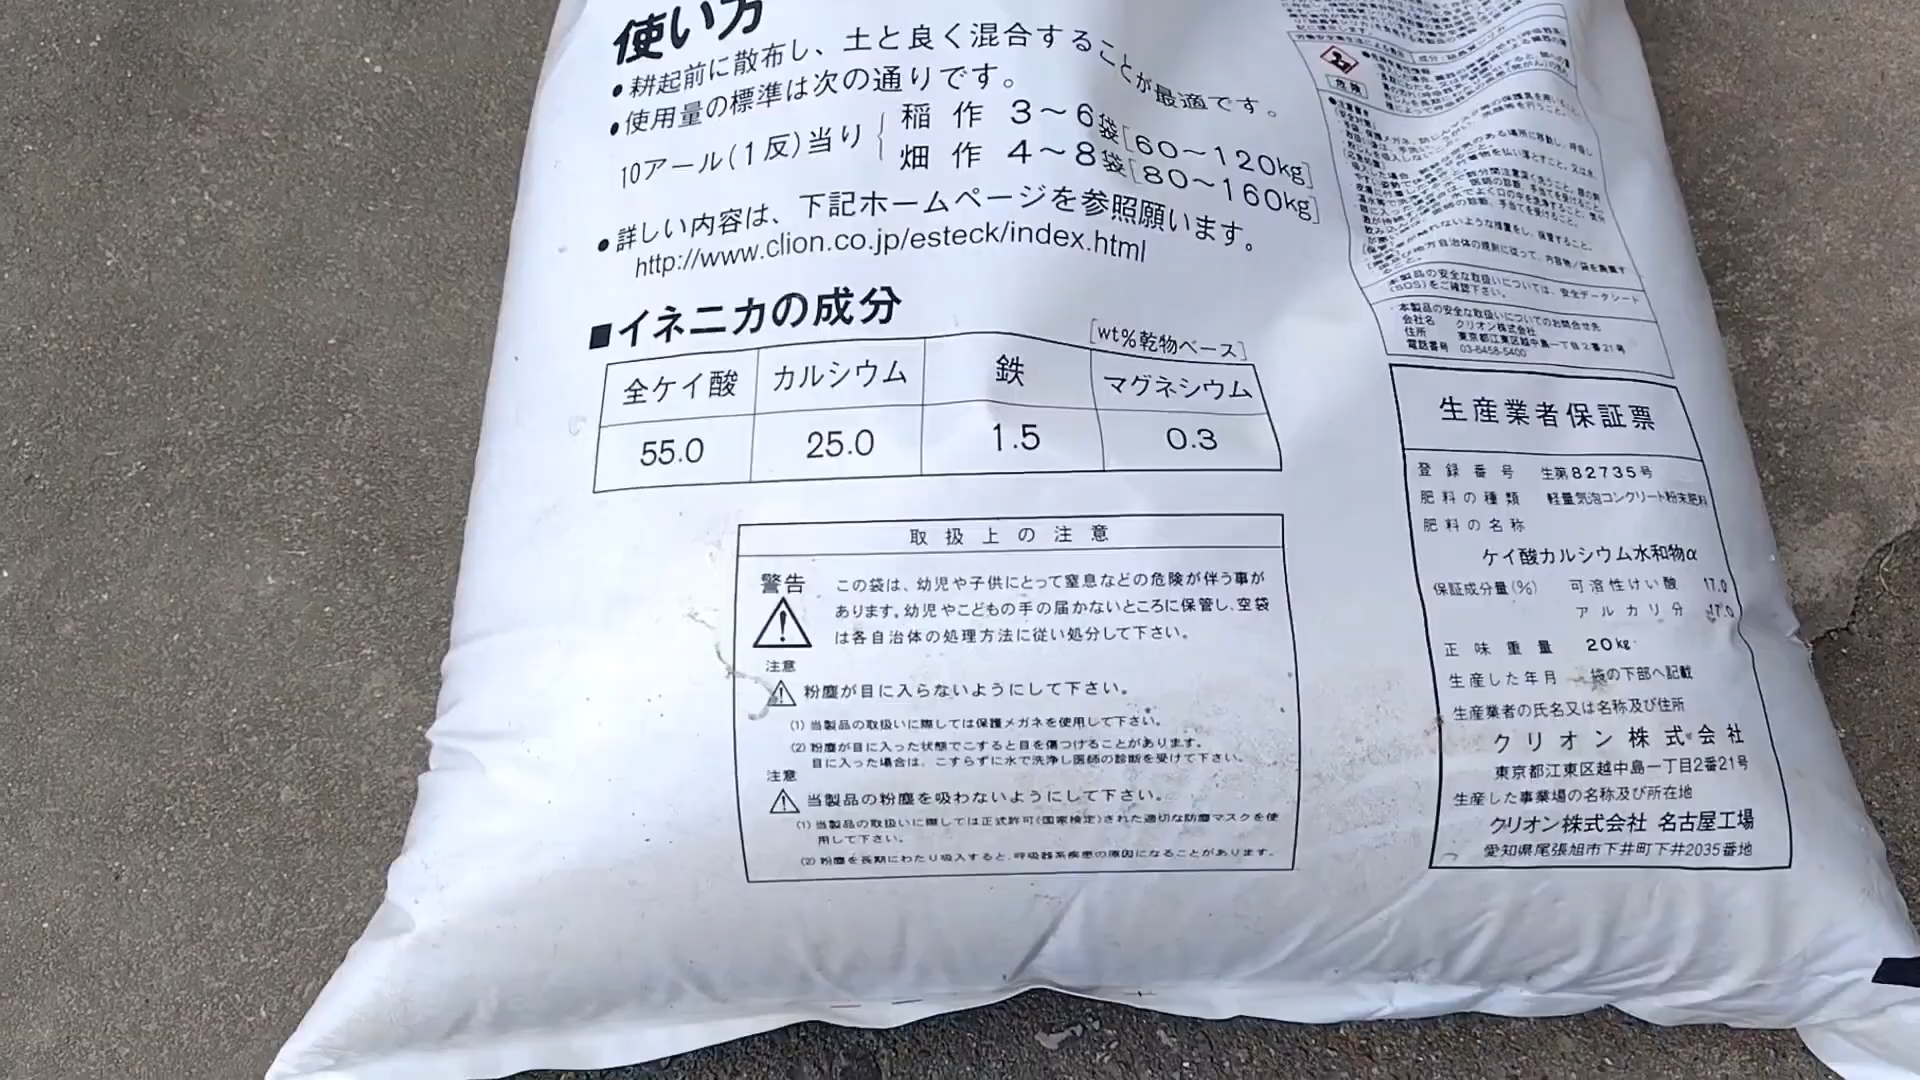 使い方
●耕起前に散布し、土と良く混合することが最適です。
●使用量の標準は次の通りです。
10アール(1反)当り
稲作 3～6袋[60～120kg]
畑作 4～8袋[80～160kg]
●詳しい内容は、下記ホームページを参照願います。
http://www.clion.co.jp/esteck/index.html
■イネニカの成分
[wt%乾物ベース]
全ケイ酸 カルシウム 鉄 マグネシウム
55.0 25.0 1.5 0.3
取扱上の注意
警告
この袋は、幼児や子供にとって窒息などの危険が伴う事が
あります。幼児やこどもの手の届かないところに保管し、空袋
は各自治体の処理方法に従い処分して下さい。
注意
粉塵が目に入らないようにして下さい。
(1)当製品の取扱いに際しては保護メガネを使用して下さい。
(2)粉塵が目に入った状態でこすると目を傷つけることがあります。
目に入った場合は、こすらずに水で洗浄し医師の診断を受けて下さい。
注意
当製品の粉塵を吸わないようにして下さい。
(1)当製品の取扱いに際しては正式許可(国家検定)された適切な防塵マスクを使
用して下さい。
(2)粉塵を長期にわたり吸入すると、呼吸器系疾患の原因になることがあります。
危険
本製品の安全な取扱いについては、安全データシート
(SDS)をご確認下さい。
本製品の安全な取扱いについてのお問合せ先
会社名 クリオン株式会社
住所 東京都江東区越中島一丁目2番21号
電話番号 03-6458-5400
生産業者保証票
登録番号 生第82735号
肥料の種類 軽量気泡コンクリート粉末肥料
肥料の名称
ケイ酸カルシウム水和物α
保証成分量(%) 可溶性けい酸 17.0
アルカリ分 17.0
正味重量 20kg
生産した年月 袋の下部へ記載
生産業者の氏名又は名称及び住所
クリオン株式会社
東京都江東区越中島一丁目2番21号
生産した事業場の名称及び所在地
クリオン株式会社 名古屋工場
愛知県尾張旭市下井町下井2035番地